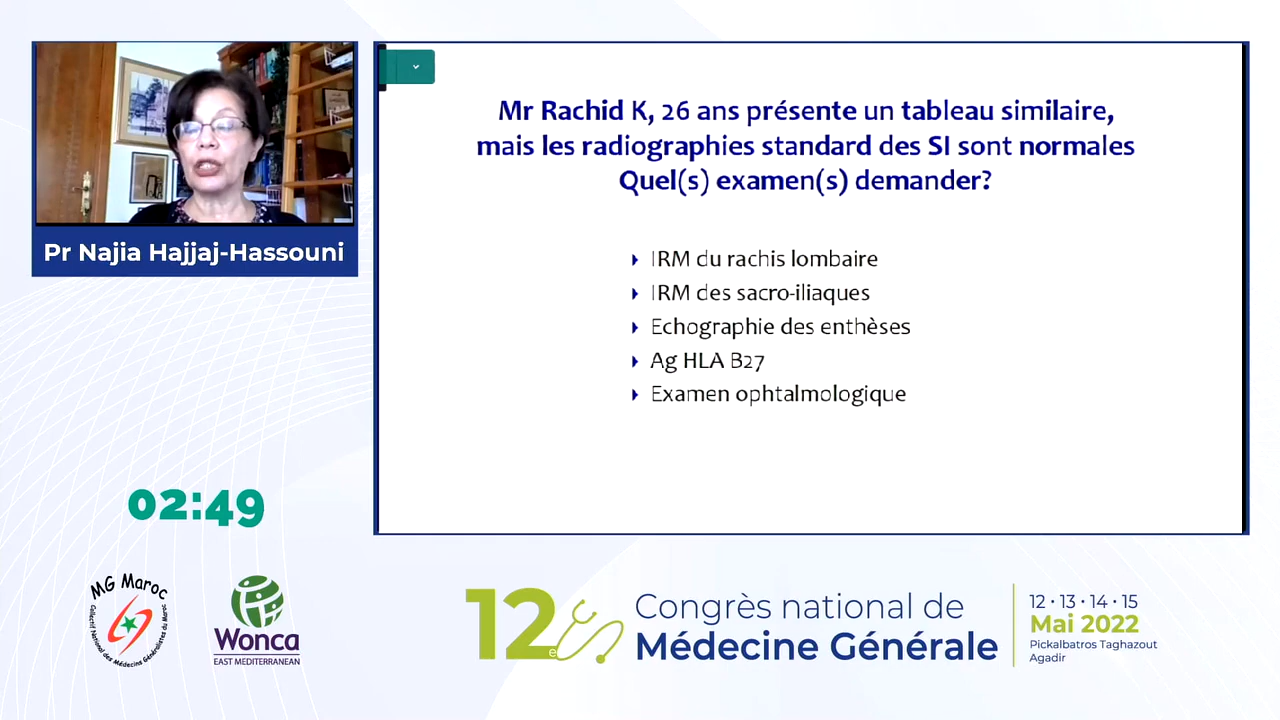 Mr Rachid K, 26 ans présente un tableau similaire,
mais les radiographies standard des SI sont normales
Quel(s) examen(s) demander?
IRM du rachis lombaire
IRM des sacro-iliaques
Echographie des enthèses
Ag HLA B27
Examen ophtalmologique
Pr Najia Hajjaj-Hassouni
02:49
MG Maroc
Collectif National des Médecins Généralistes du Maroc
Wonca
EAST MEDITERRANEAN
12e
Congrès national de
Médecine Générale
12 · 13 · 14 · 15
Mai 2022
Pickalbatros Taghazout
Agadir